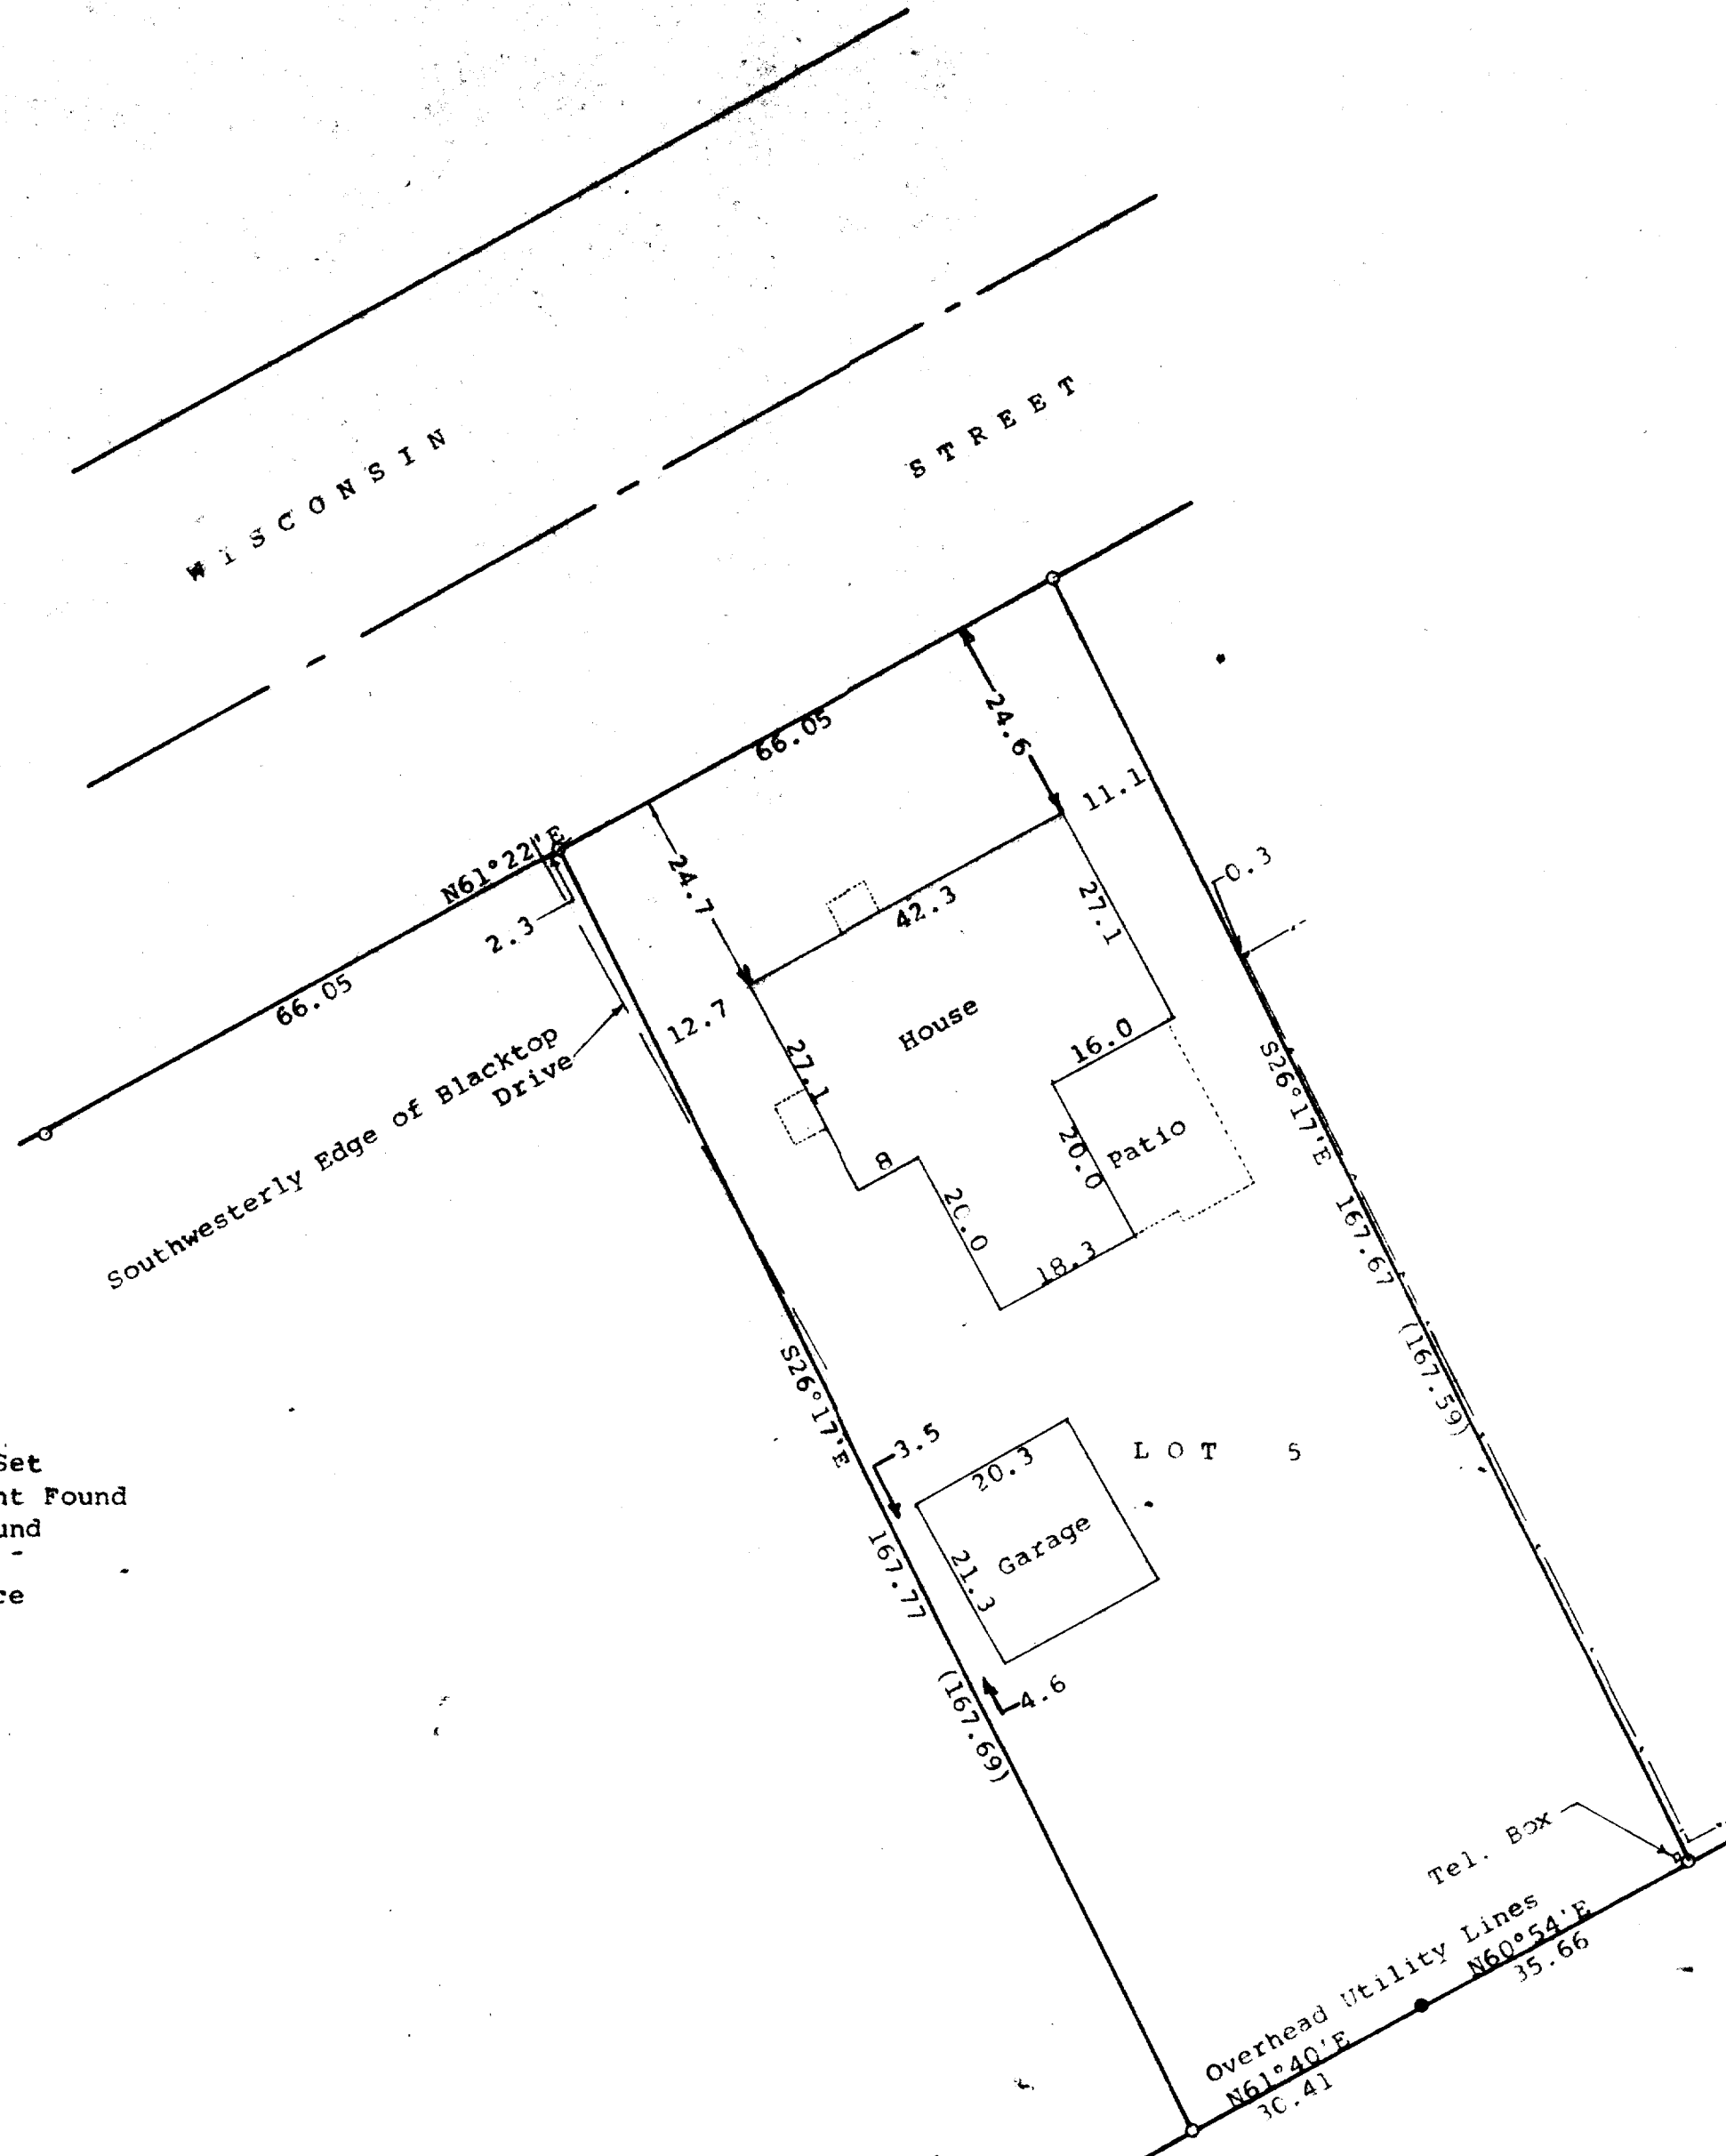 WISCONSIN STREET
66.05
24.6
11.1
N61°22'E
24.7
0.3
42.3
27.1
2.3
66.05
12.7
House
27.1
16.0
Southwesterly Edge of Blacktop
Drive
S26°17'E
20.0
Patio
8
20.0
18.3
167.67
(167.59)
S26°17'E
3.5
20.3
LOT 5
Set
nt Found
und
ce
Garage
21.3
167.77
4.6
(167.69)
Tel. Box
Overhead Utility Lines
N60°54'E
35.66
N61°40'E
30.41